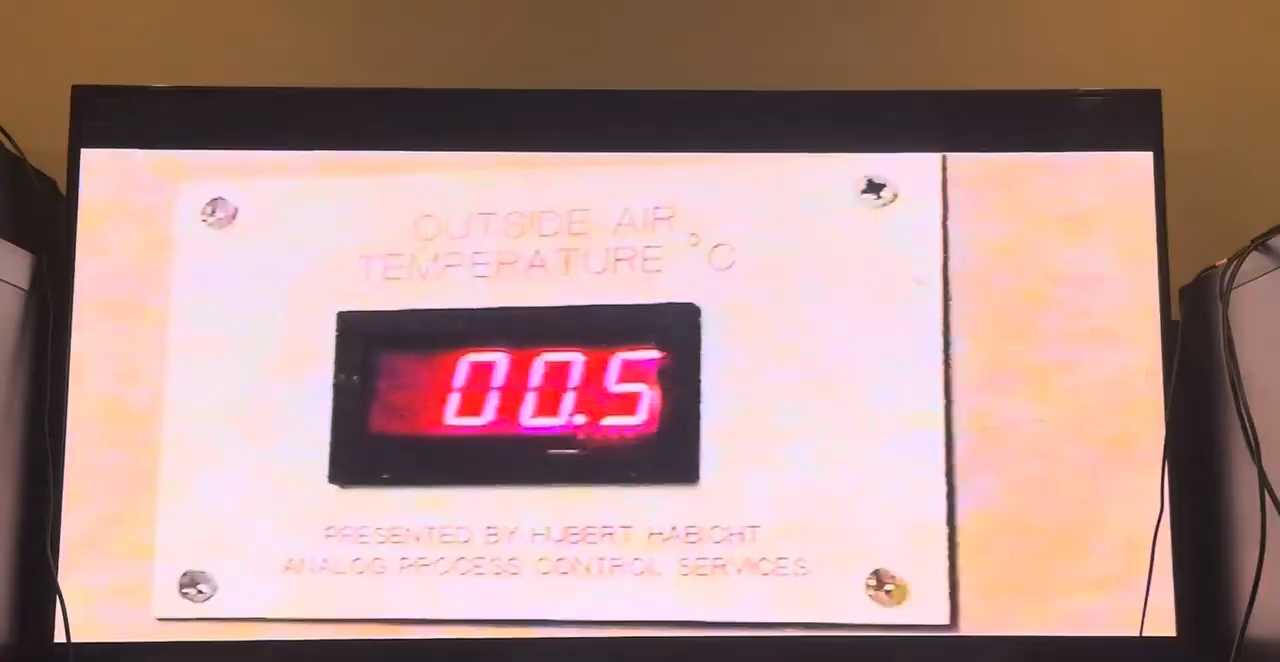 OUTSIDE AIR
TEMPERATURE °C
00.5
PRESENTED BY HUBERT HABICHT
ANALOG PROCESS CONTROL SERVICES